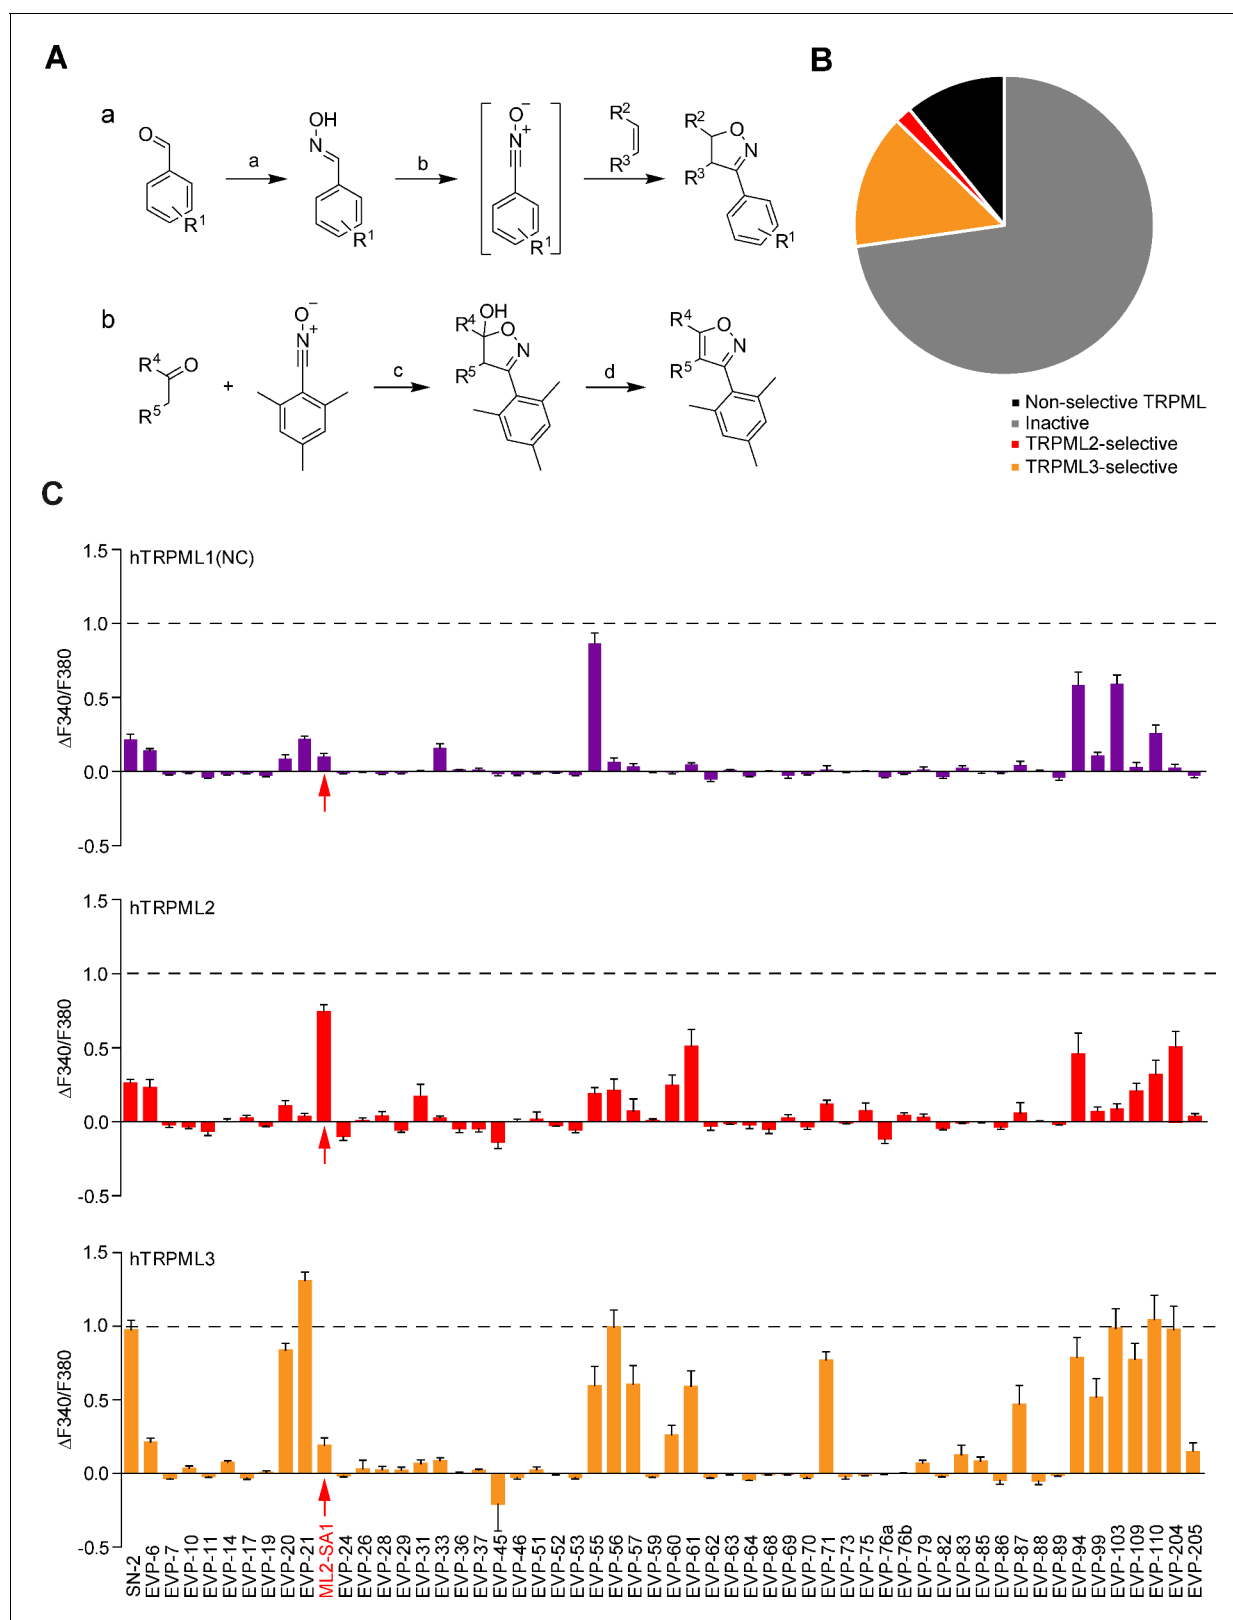 A
B
a
O
R1
a
OH
N
R1
b
O−
N+
R1
R2
R3
R2
O
N
R3
R1
b
R4
O
R5
+
O−
N+
c
OH
R4
O
N
R5
d
R4
O
N
R5
Non-selective TRPML
Inactive
TRPML2-selective
TRPML3-selective
C
hTRPML1(NC)
1.5
1.0
0.5
0.0
-0.5
ΔF340/F380
hTRPML2
1.5
1.0
0.5
0.0
-0.5
ΔF340/F380
hTRPML3
1.5
1.0
0.5
0.0
-0.5
ΔF340/F380
SN-2
EVP-6
EVP-7
EVP-10
EVP-11
EVP-14
EVP-17
EVP-19
EVP-20
EVP-21
ML2-SA1
EVP-24
EVP-26
EVP-28
EVP-29
EVP-31
EVP-33
EVP-36
EVP-37
EVP-45
EVP-46
EVP-51
EVP-52
EVP-53
EVP-55
EVP-56
EVP-57
EVP-59
EVP-60
EVP-61
EVP-62
EVP-63
EVP-64
EVP-68
EVP-69
EVP-70
EVP-71
EVP-73
EVP-75
EVP-76a
EVP-76b
EVP-79
EVP-82
EVP-83
EVP-85
EVP-86
EVP-87
EVP-88
EVP-89
EVP-94
EVP-99
EVP-103
EVP-109
EVP-110
EVP-204
EVP-205